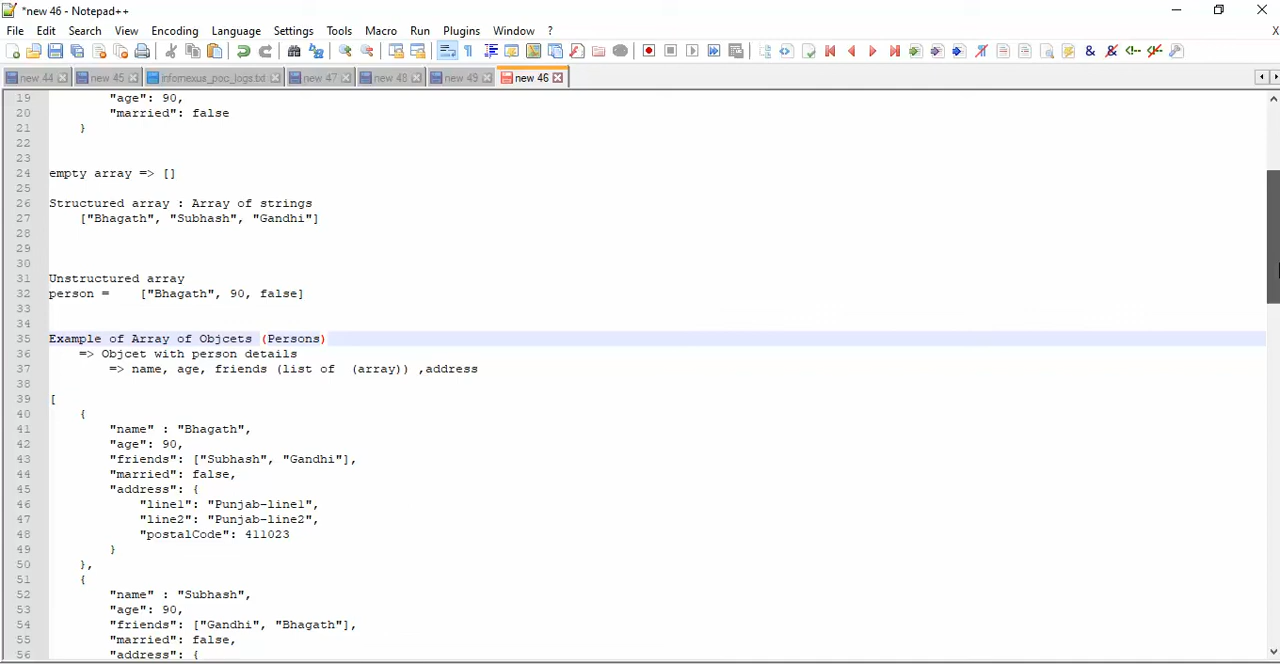 *new 46 - Notepad++
File Edit Search View Encoding Language Settings Tools Macro Run Plugins Window ? X
new 44 new 45 infomexus_poc_logs.txt new 47 new 48 new 49 new 46
19 "age": 90,
20 "married": false
21 }
22
23
24 empty array => []
25
26 Structured array : Array of strings
27 ["Bhagath", "Subhash", "Gandhi"]
28
29
30
31 Unstructured array
32 person = ["Bhagath", 90, false]
33
34
35 Example of Array of Objcets (Persons)
36 => Objcet with person details
37 => name, age, friends (list of (array)) ,address
38
39 [
40 {
41 "name" : "Bhagath",
42 "age": 90,
43 "friends": ["Subhash", "Gandhi"],
44 "married": false,
45 "address": {
46 "line1": "Punjab-line1",
47 "line2": "Punjab-line2",
48 "postalCode": 411023
49 }
50 },
51 {
52 "name" : "Subhash",
53 "age": 90,
54 "friends": ["Gandhi", "Bhagath"],
55 "married": false,
56 "address": {